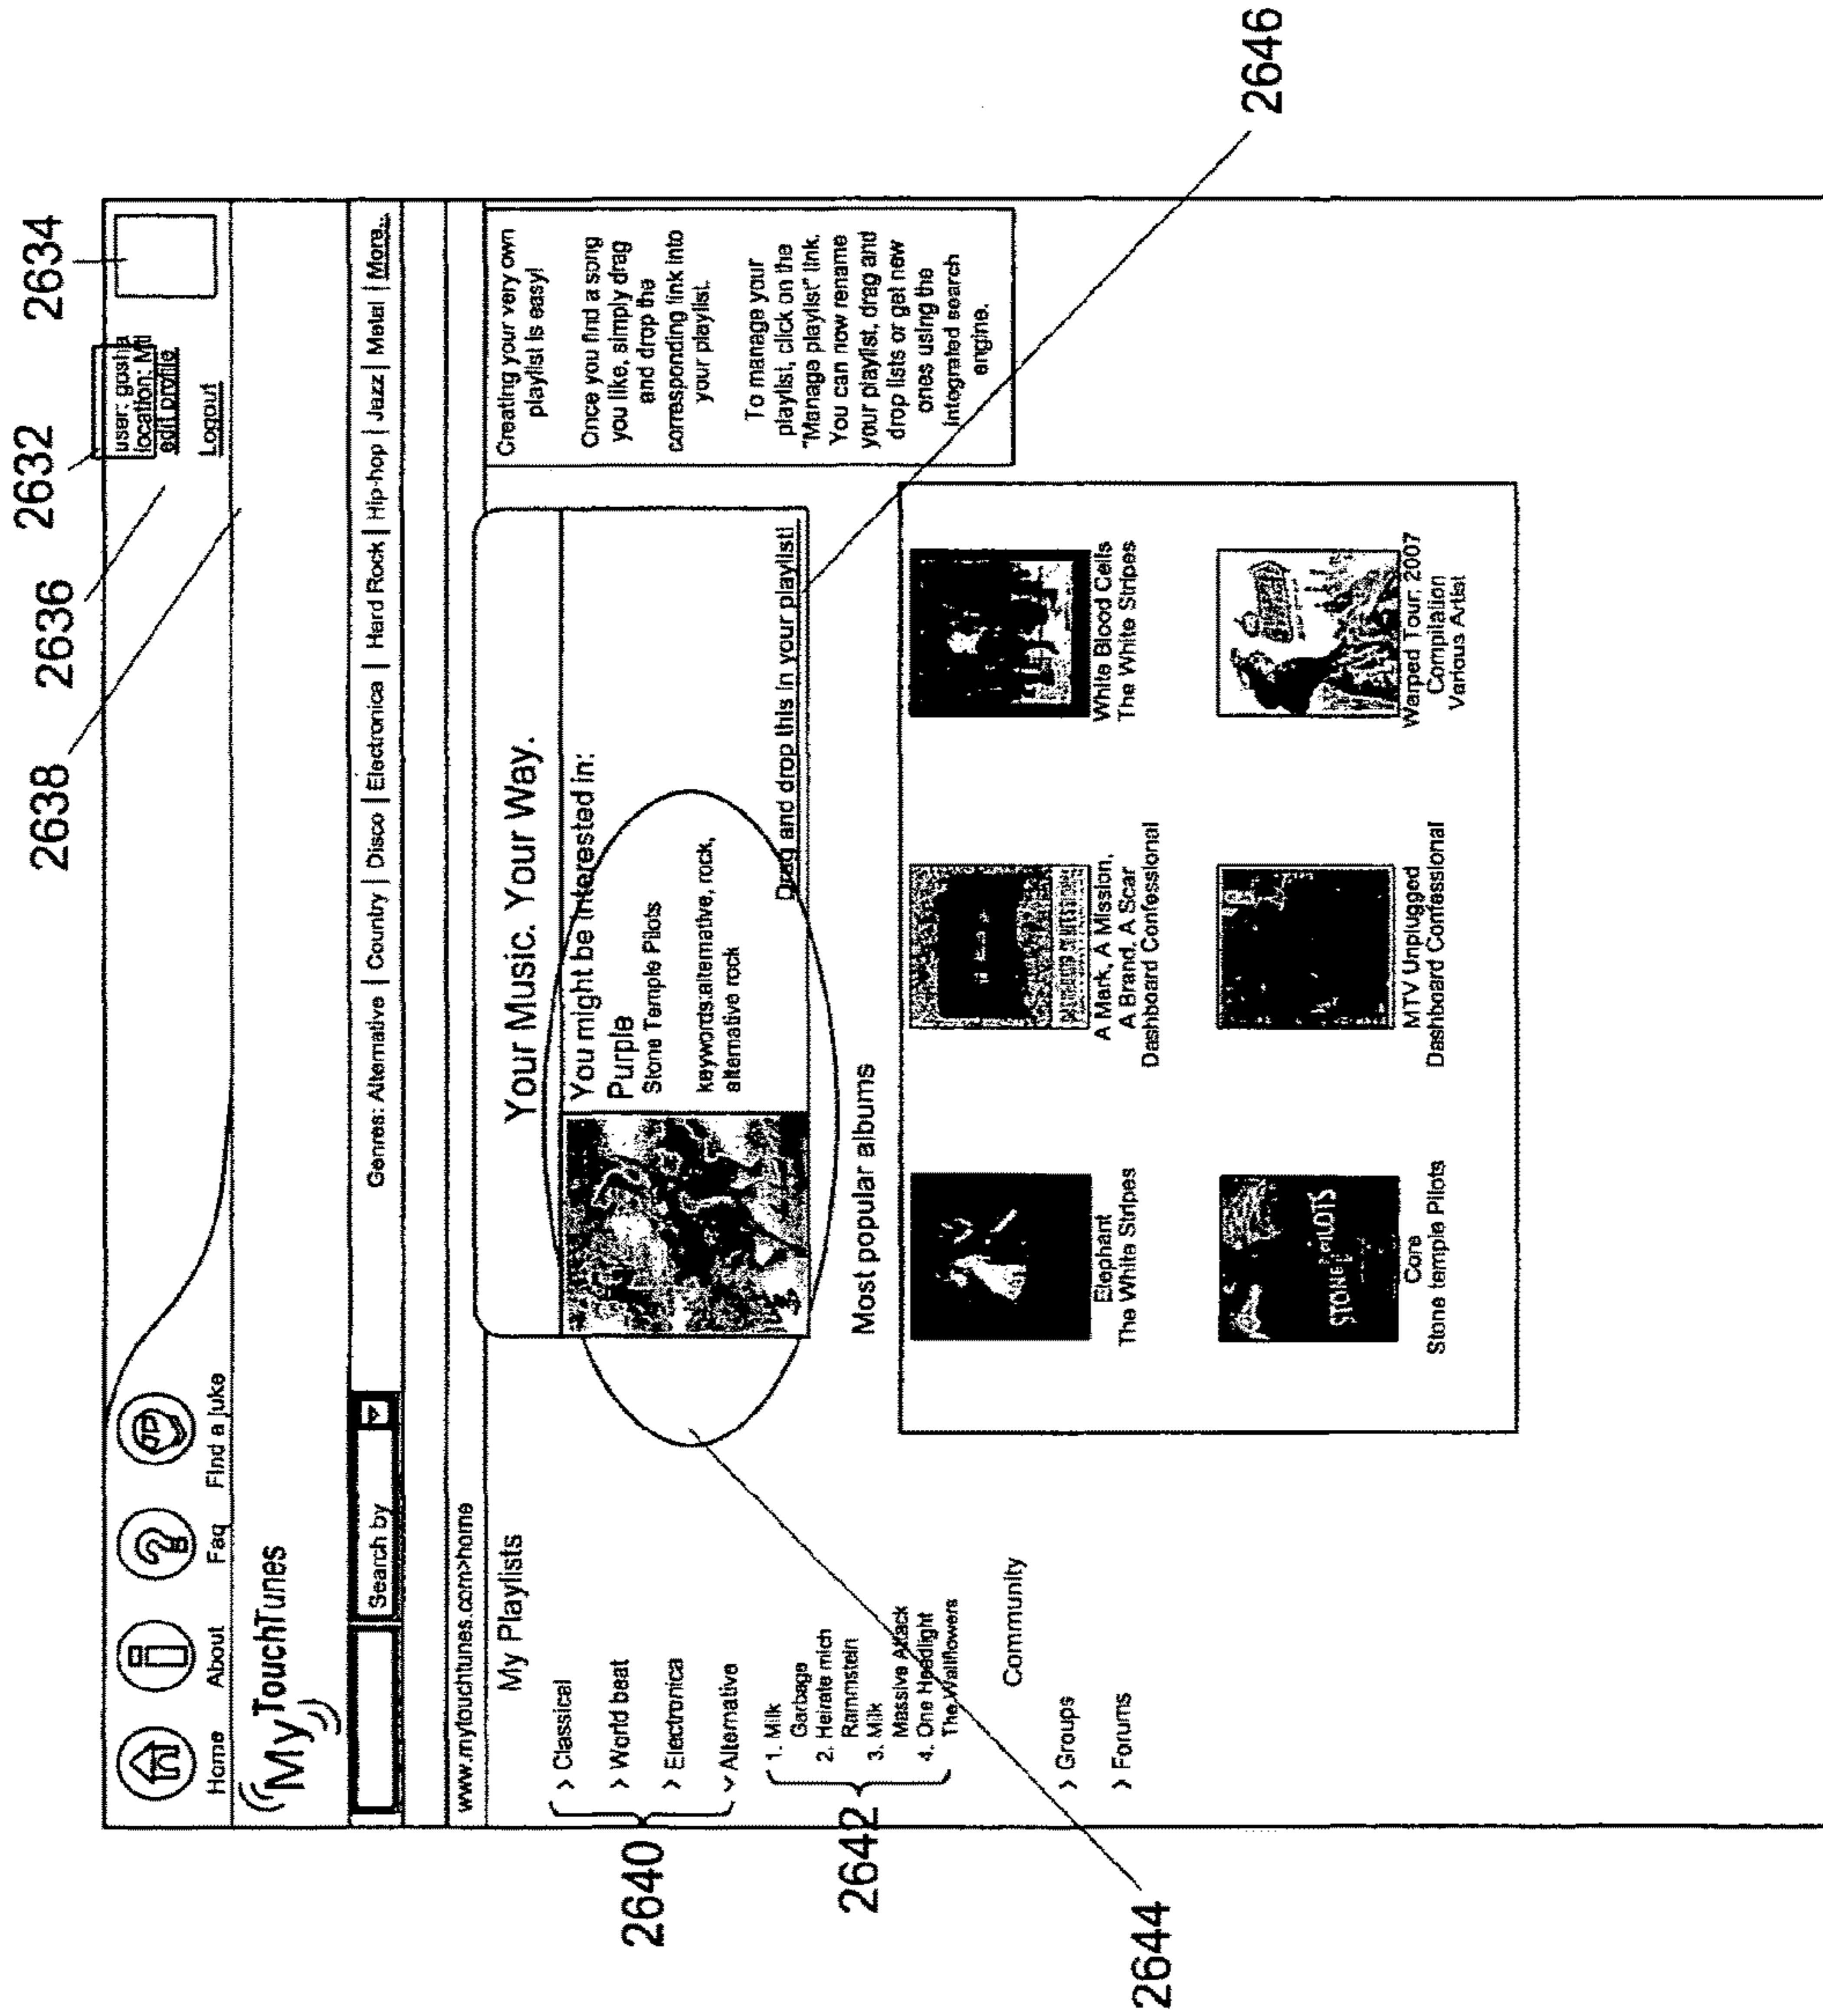 2638
2636
2632
2634
Home
About
Faq
Find a Juke
user: gosha
location: Mil
edit profile
Logout
My TouchTunes
Search by
Genres: Alternative | Country | Disco | Electronica | Hard Rock | Hip-hop | Jazz | Metal | More..
www.mytouchtunes.com>home
My Playlists
> Classical
> World beat
> Electronica
Alternative
1. Milk
Garbage
2. Heirate mich
Rammstein
3. Milk
Massive Attack
4. One Headlight
The Wallflowers
Community
> Groups
> Forums
2640
2642
2644
Your Music. Your Way.
You might be interested in:
Purple
Stone Temple Pilots
keywords:alternative, rock,
alternative rock
Drag and drop this in your playlist!
Most popular albums
Elephant
The White Stripes
A Mark, A Mission,
A Brand, A Scar
Dashboard Confessional
White Blood Cells
The White Stripes
STONE
PILOTS
Core
Stone temple Pilots
MTV Unplugged
Dashboard Confessional
Warped Tour: 2007
Compilation
Various Artist
Creating your very own
playlist is easy!
Once you find a song
you like, simply drag
and drop the
corresponding link into
your playlist.
To manage your
playlist, click on the
"Manage playlist" link.
You can now rename
your playlist, drag and
drop lists or get new
ones using the
integrated search
engine.
2646